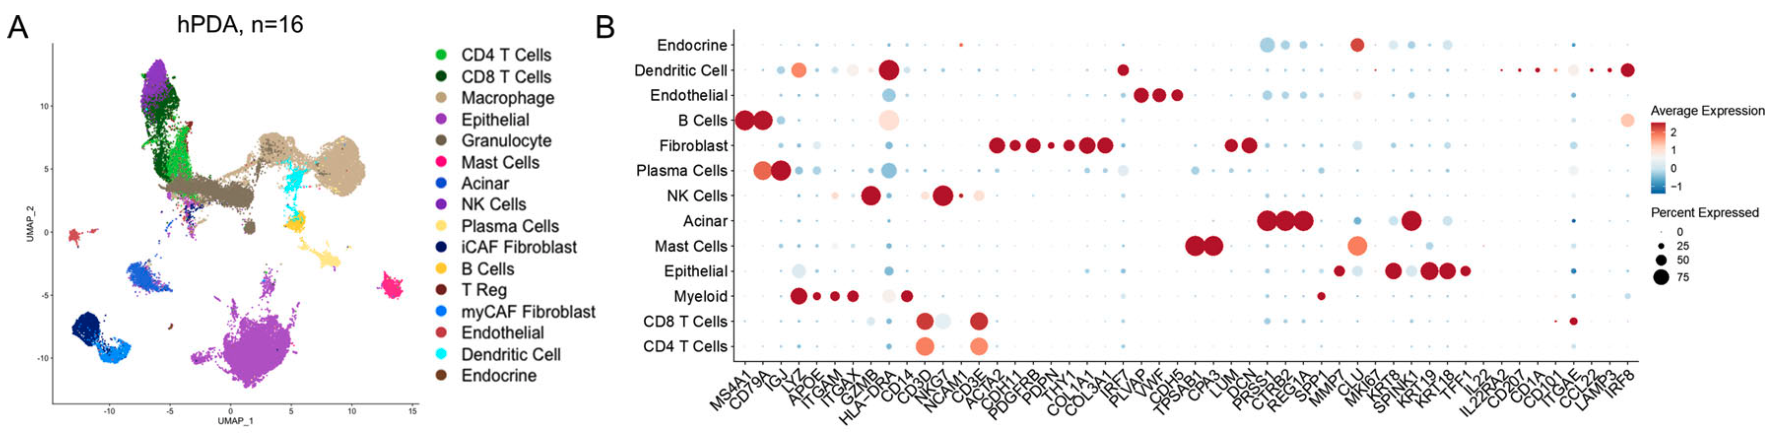 A
hPDA, n=16
10
5
0
-5
-10
UMAP_2
-10
-5
0
5
10
15
UMAP_1
CD4 T Cells
CD8 T Cells
Macrophage
Epithelial
Granulocyte
Mast Cells
Acinar
NK Cells
Plasma Cells
iCAF Fibroblast
B Cells
T Reg
myCAF Fibroblast
Endothelial
Dendritic Cell
Endocrine
B
Endocrine
Dendritic Cell
Endothelial
B Cells
Fibroblast
Plasma Cells
NK Cells
Acinar
Mast Cells
Epithelial
Myeloid
CD8 T Cells
CD4 T Cells
MS4A1
CD79A
IGJ
LYZ
APOE
ITGAM
ITGAX
GZMB
HLA-DRA
CD14
CD3D
NKG7
NCAM1
CD3E
ACTA2
CDH11
PDGFRB
PDPN
THY1
COL1A1
COL3A1
IRF7
PLVAP
VWF
CDH5
TPSAB1
CPA3
LUM
DCN
PRSS1
CTRB2
REG1A
SPP1
MMP7
CLU
MKI67
KRT8
SPINK1
KRT19
KRT18
TFF1
IL22
IL22RA2
CD207
CD1A
CD101
ITGAE
CCL22
LAMP3
IRF8
Average Expression
2
1
0
−1
Percent Expressed
0
25
50
75